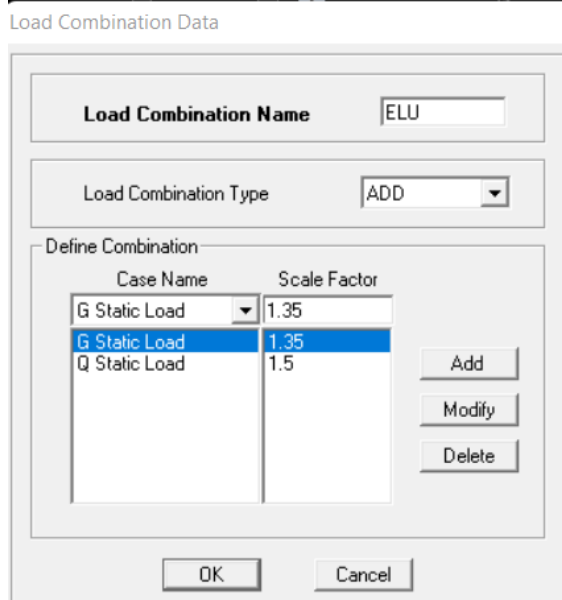 Load Combination Data
Load Combination Name ELU
Load Combination Type ADD
Define Combination
Case Name Scale Factor
G Static Load 1.35
G Static Load 1.35
Q Static Load 1.5
Add
Modify
Delete
OK Cancel